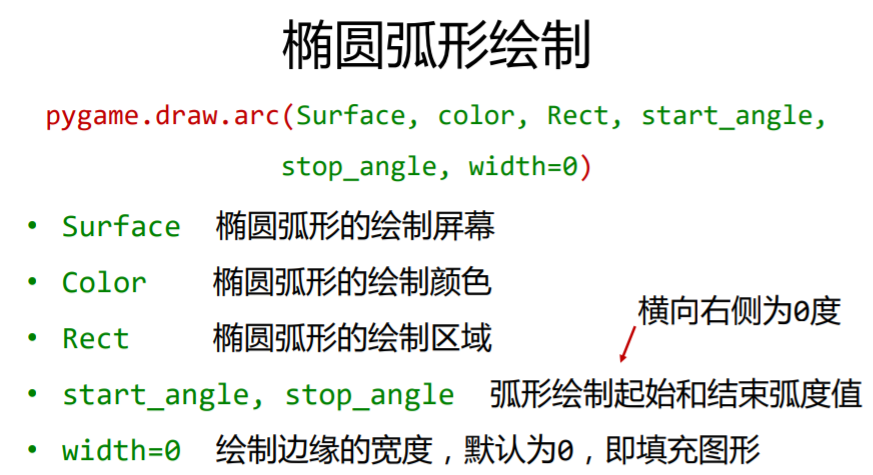 椭圆弧形绘制
pygame.draw.arc(Surface, color, Rect, start_angle,
stop_angle, width=0)
• Surface 椭圆弧形的绘制屏幕
• Color 椭圆弧形的绘制颜色
横向右侧为0度
• Rect 椭圆弧形的绘制区域
• start_angle, stop_angle 弧形绘制起始和结束弧度值
• width=0 绘制边缘的宽度，默认为0，即填充图形